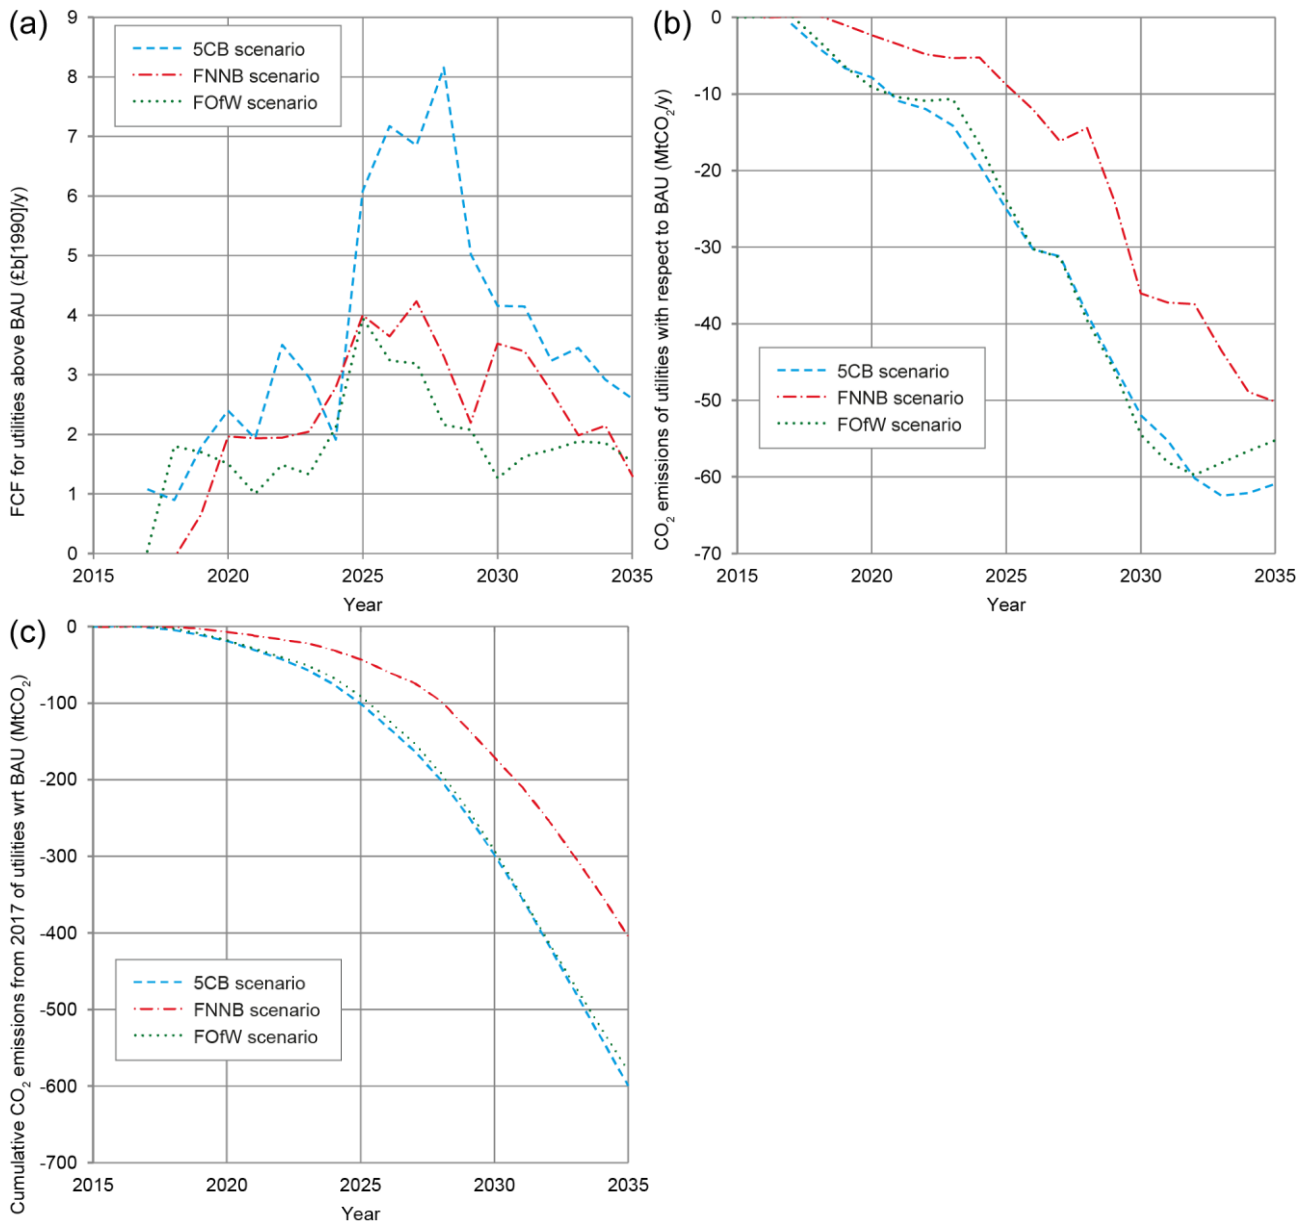 (a)
FCF for utilities above BAU (£b[1990]/y)
9
8
7
6
5
4
3
2
1
0
5CB scenario
FNNB scenario
FOfW scenario
2015 2020 2025 2030 2035
Year
(b)
CO2 emissions of utilities with respect to BAU (MtCO2/y)
0
-10
-20
-30
-40
-50
-60
-70
5CB scenario
FNNB scenario
FOfW scenario
2015 2020 2025 2030 2035
Year
(c)
Cumulative CO2 emissions from 2017 of utilities wrt BAU (MtCO2)
0
-100
-200
-300
-400
-500
-600
-700
5CB scenario
FNNB scenario
FOfW scenario
2015 2020 2025 2030 2035
Year